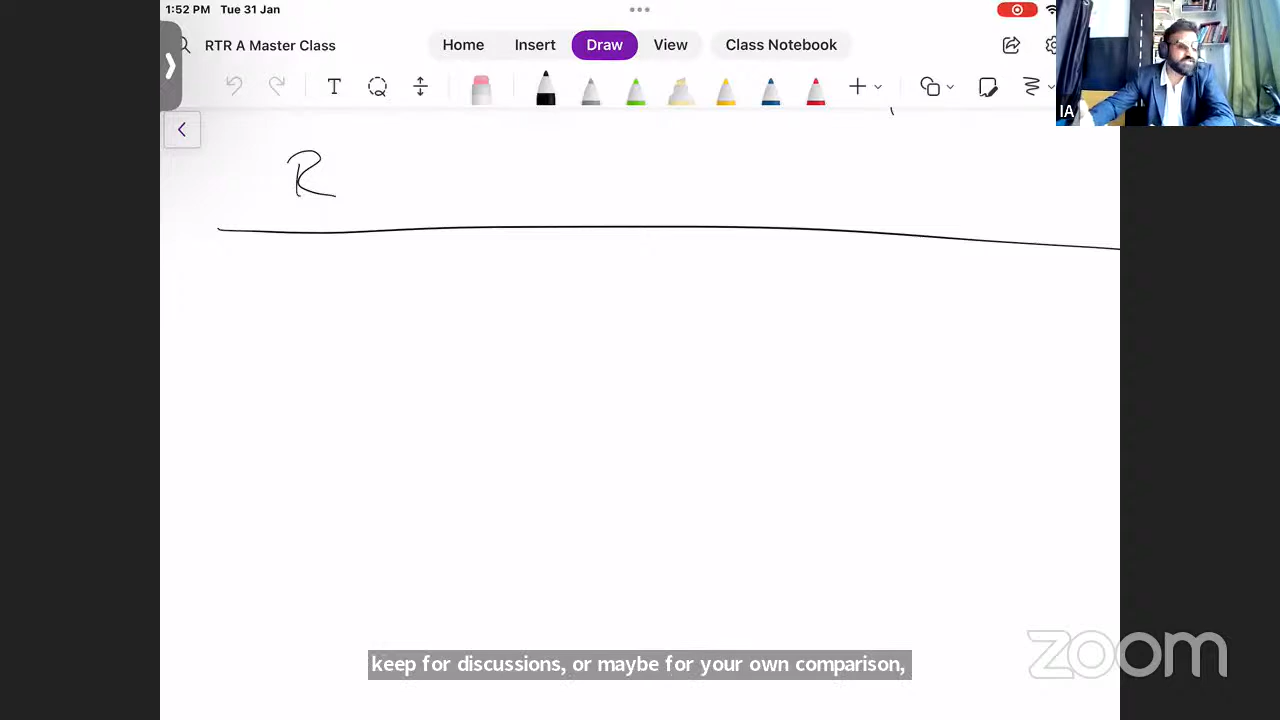 1:52 PM Tue 31 Jan
RTR A Master Class
Home Insert Draw View Class Notebook
T
IA
R
keep for discussions, or maybe for your own comparison,
zoom